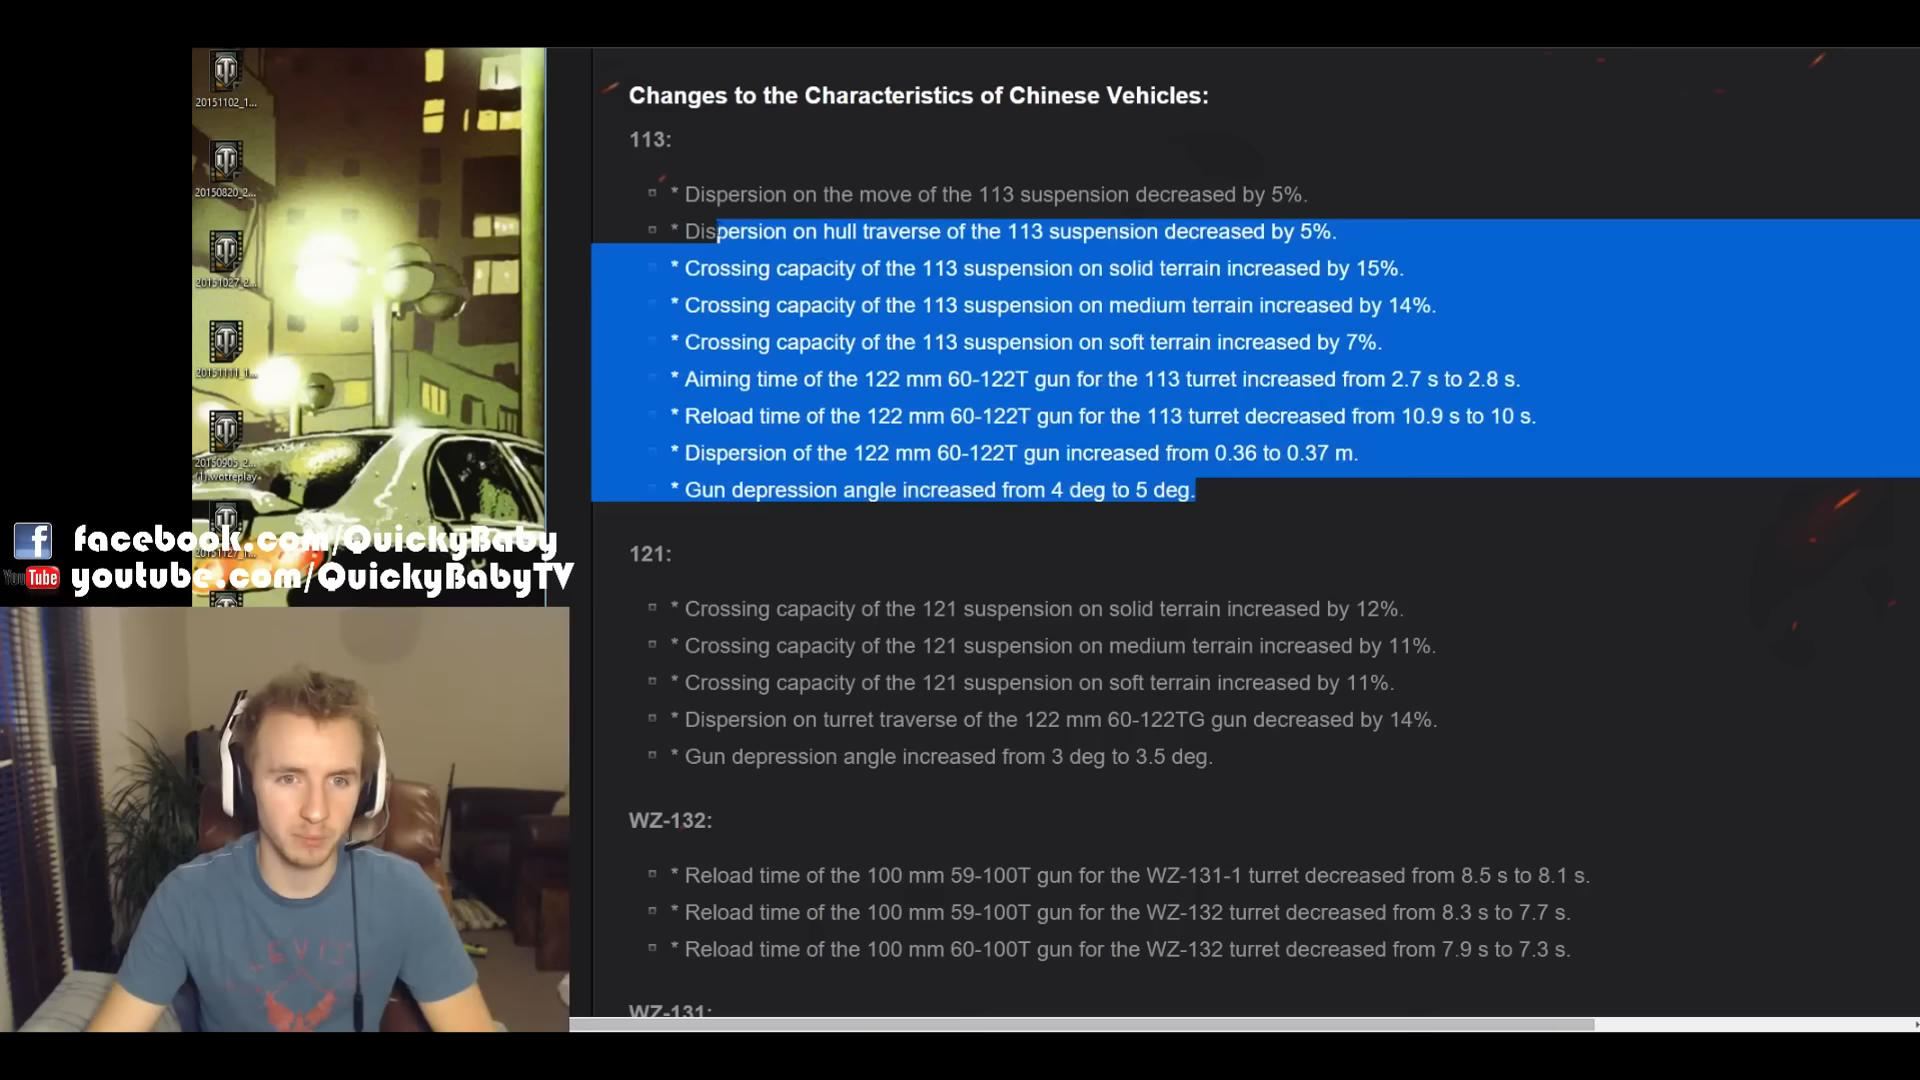 20151102_1...
20150820_2...
20151027_2...
20151111_1...
20150905_2...
(1).wotreplay
20151127_1...
facebook.com/QuickyBaby
YouTube youtube.com/QuickyBabyTV
LEVIS
Changes to the Characteristics of Chinese Vehicles:
113:
* Dispersion on the move of the 113 suspension decreased by 5%.
* Dispersion on hull traverse of the 113 suspension decreased by 5%.
* Crossing capacity of the 113 suspension on solid terrain increased by 15%.
* Crossing capacity of the 113 suspension on medium terrain increased by 14%.
* Crossing capacity of the 113 suspension on soft terrain increased by 7%.
* Aiming time of the 122 mm 60-122T gun for the 113 turret increased from 2.7 s to 2.8 s.
* Reload time of the 122 mm 60-122T gun for the 113 turret decreased from 10.9 s to 10 s.
* Dispersion of the 122 mm 60-122T gun increased from 0.36 to 0.37 m.
* Gun depression angle increased from 4 deg to 5 deg.
121:
* Crossing capacity of the 121 suspension on solid terrain increased by 12%.
* Crossing capacity of the 121 suspension on medium terrain increased by 11%.
* Crossing capacity of the 121 suspension on soft terrain increased by 11%.
* Dispersion on turret traverse of the 122 mm 60-122TG gun decreased by 14%.
* Gun depression angle increased from 3 deg to 3.5 deg.
WZ-132:
* Reload time of the 100 mm 59-100T gun for the WZ-131-1 turret decreased from 8.5 s to 8.1 s.
* Reload time of the 100 mm 59-100T gun for the WZ-132 turret decreased from 8.3 s to 7.7 s.
* Reload time of the 100 mm 60-100T gun for the WZ-132 turret decreased from 7.9 s to 7.3 s.
WZ-131: